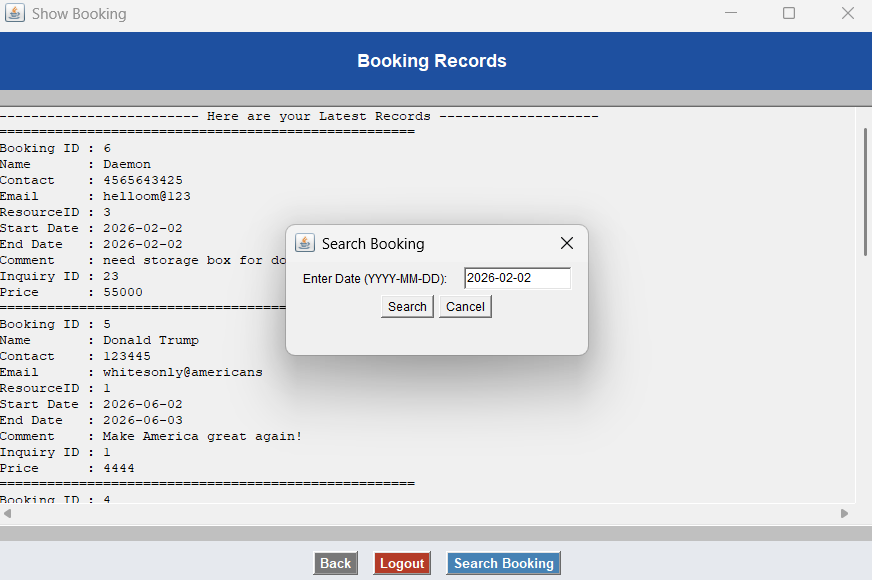 Show Booking
Booking Records
------------------------- Here are your Latest Records --------------------
====================================================
Booking ID : 6
Name : Daemon
Contact : 4565643425
Email : helloom@123
ResourceID : 3
Start Date : 2026-02-02
End Date : 2026-02-02
Comment : need storage box for
Inquiry ID : 23
Price : 55000
====================================================
Booking ID : 5
Name : Donald Trump
Contact : 123445
Email : whitesonly@americans
ResourceID : 1
Start Date : 2026-06-02
End Date : 2026-06-03
Comment : Make America great again!
Inquiry ID : 1
Price : 4444
====================================================
Booking ID : 4
Search Booking
Enter Date (YYYY-MM-DD): 2026-02-02
Search Cancel
Back Logout Search Booking